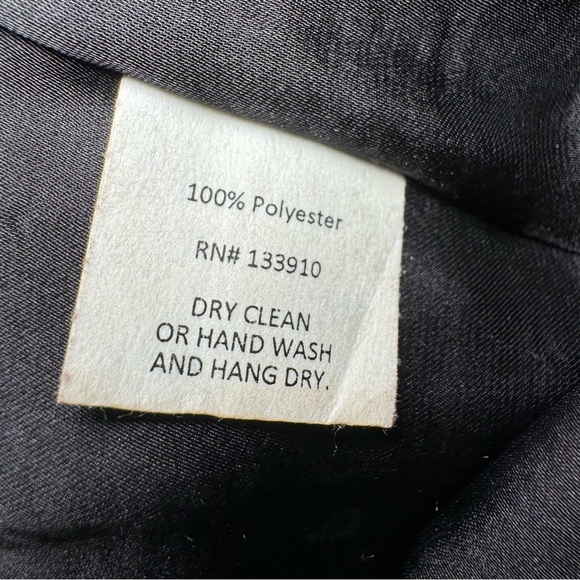 100% Polyester
RN# 133910
DRY CLEAN
OR HAND WASH
AND HANG DRY.